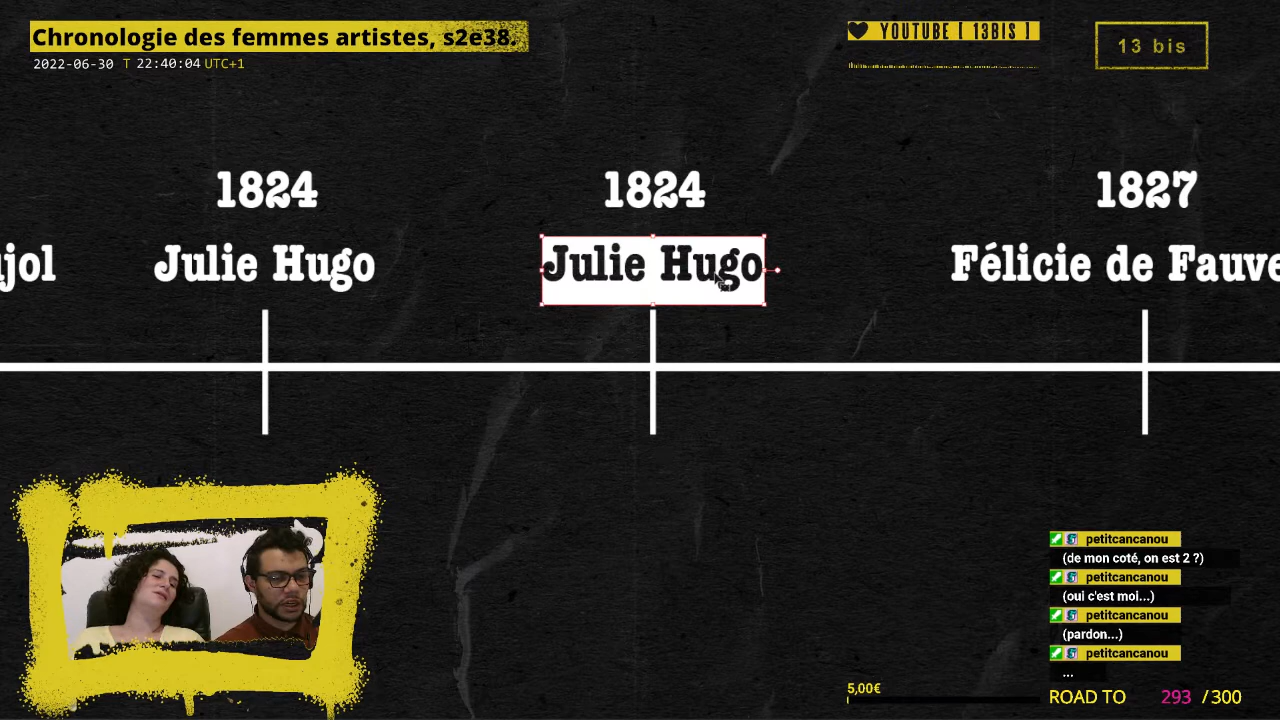 Chronologie des femmes artistes, s2e38.
2022-06-30 T 22:40:04 UTC+1
YOUTUBE [ 13BIS ]
13 bis
1824
1824
1827
jol
Julie Hugo
Julie Hugo
Félicie de Fauve
petitcancanou
(de mon coté, on est 2 ?)
petitcancanou
(oui c'est moi...)
petitcancanou
(pardon...)
petitcancanou
...
5,00€
ROAD TO 293 /300